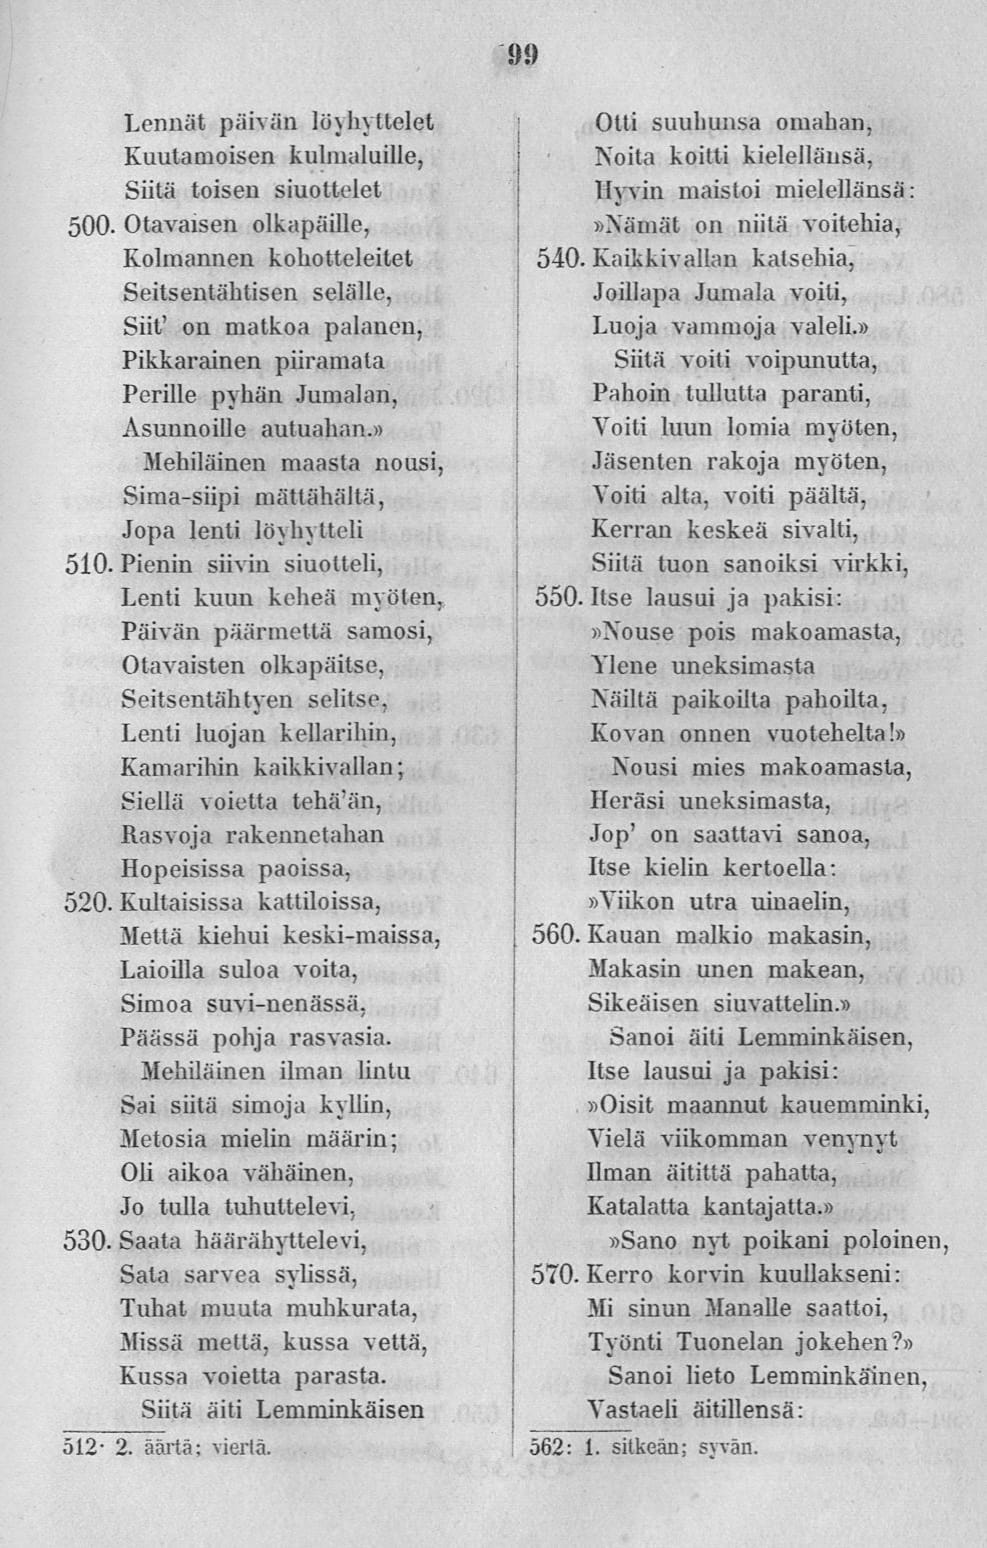 99
Lennät päivän löyhyttelet
Kuutamoisen kulmaluille,
Siitä toisen siuottelet
500. Otavaisen olkapäille,
Kolmannen kohotteleitet
Seitsentähtisen selälle,
Siit' on matkoa palanen,
Pikkarainen piiramata
Perille pyhän Jumalan,
Asunnoille autuahan.»
Mehiläinen maasta nousi,
Sima-siipi mättähältä,
Jopa lenti löyhytteli
510. Pienin siivin siuotteli,
Lenti kuun keheä myöten,
Päivän päärmettä samosi,
Otavaisten olkapäitse,
Seitsentähtyen selitse,
Lenti luojan kellarihin,
Kamarihin kaikkivallan;
Siellä voietta tehä'än,
Rasvoja rakennetahan
Hopeisissa paoissa,
520. Kultaisissa kattiloissa,
Mettä kiehui keski-maissa,
Laioilla suloa voita,
Simoa suvi-nenässä,
Päässä pohja rasvasia.
Mehiläinen ilman lintu
Sai siitä simoja kyllin,
Metosia mielin määrin;
Oli aikoa vähäinen,
Jo tulla tuhuttelevi,
530. Saata häärähyttelevi,
Sata sarvea sylissä,
Tuhat muuta muhkurata,
Missä mettä, kussa vettä,
Kussa voietta parasta.
Siitä äiti Lemminkäisen
512· 2. äärtä; viertä.
Otti suuhunsa omahan,
Noita koitti kielellänsä,
Hyvin maistoi mielellänsä:
»Nämät on niitä voitehia,
540. Kaikkivallan katsehia,
Joillapa Jumala voiti,
Luoja vammoja valeli.»
Siitä voiti voipunutta,
Pahoin tullutta paranti,
Voiti luun lomia myöten,
Jäsenten rakoja myöten,
Voiti alta, voiti päältä,
Kerran keskeä sivalti,
Siitä tuon sanoiksi virkki,
550. Itse lausui ja pakisi:
»Nouse pois makoamasta,
Ylene uneksimasta
Näiltä paikoilta pahoilta,
Kovan onnen vuotehelta!»
Nousi mies makoamasta,
Heräsi uneksimasta,
Jop' on saattavi sanoa,
Itse kielin kertoella:
»Viikon utra uinaelin,
560. Kauan malkio makasin,
Makasin unen makean,
Sikeäisen siuvattelin.»
Sanoi äiti Lemminkäisen,
Itse lausui ja pakisi:
»Oisit maannut kauemminki,
Vielä viikomman venynyt
Ilman äitittä pahatta,
Katalatta kantajatta.»
»Sano nyt poikani poloinen,
570. Kerro korvin kuullakseni:
Mi sinun Manalle saattoi,
Työnti Tuonelan jokehen?»
Sanoi lieto Lemminkäinen,
Vastaeli äitillensä:
562: 1. sitkeän; syvän.